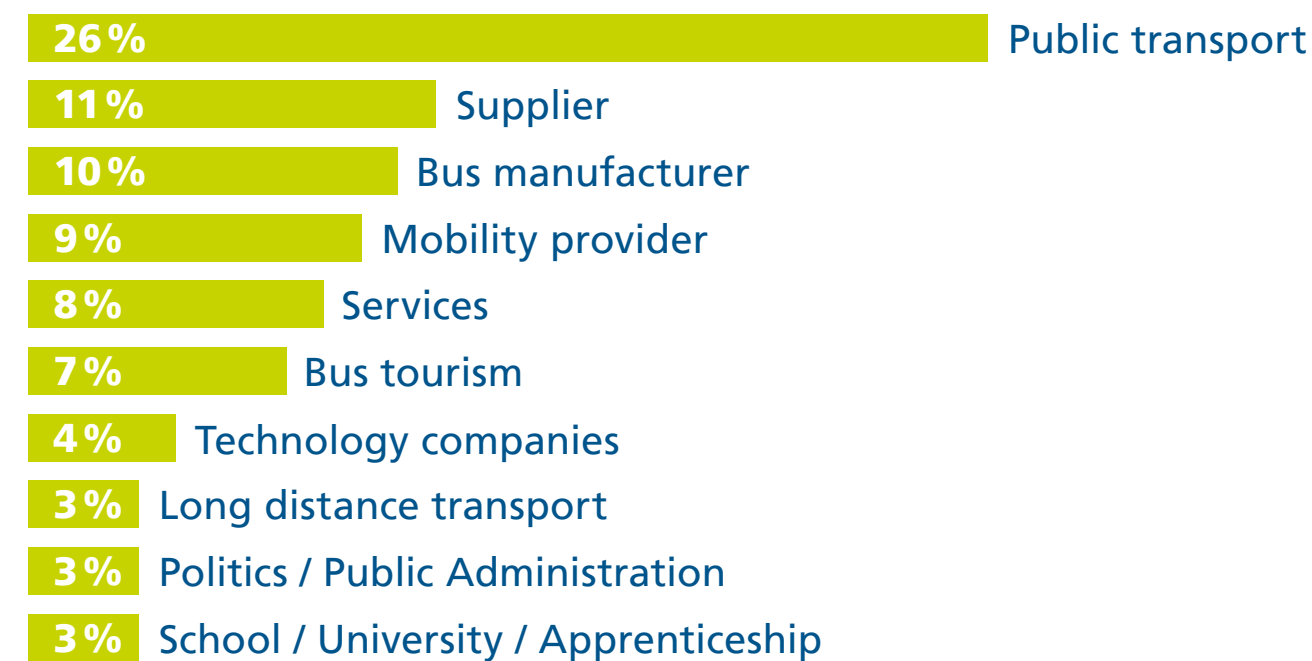 26 % Public transport
11 % Supplier
10 % Bus manufacturer
9 % Mobility provider
8 % Services
7 % Bus tourism
4 % Technology companies
3 % Long distance transport
3 % Politics / Public Administration
3 % School / University / Apprenticeship